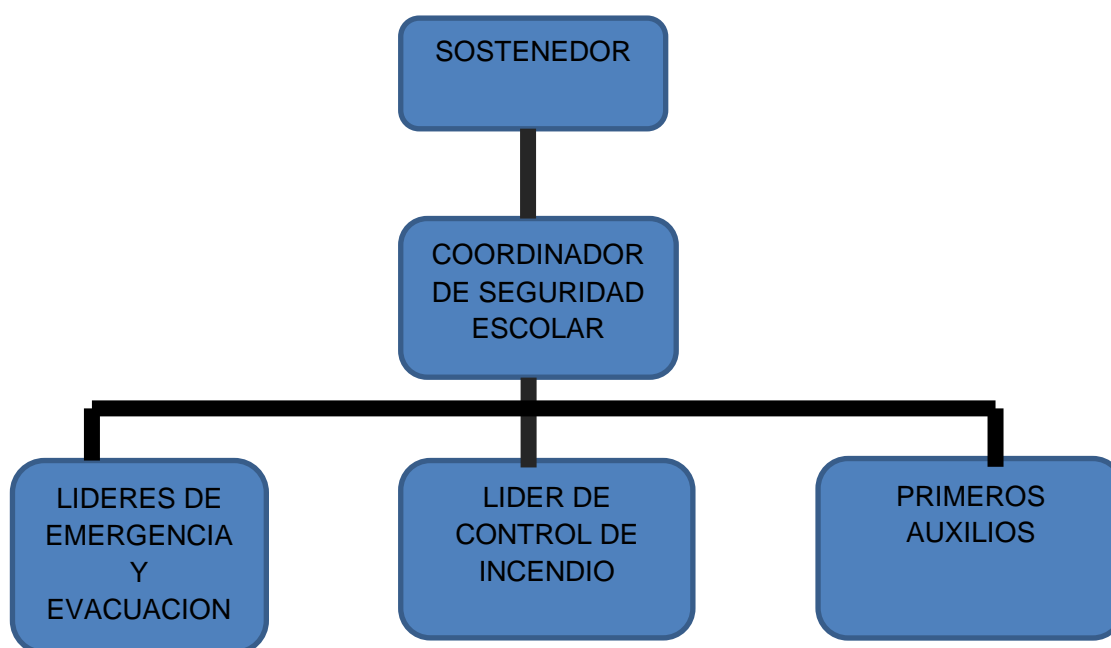 SOSTENEDOR
COORDINADOR
DE SEGURIDAD
ESCOLAR
LIDERES DE
EMERGENCIA
Y
EVACUACION
LIDER DE
CONTROL DE
INCENDIO
PRIMEROS
AUXILIOS